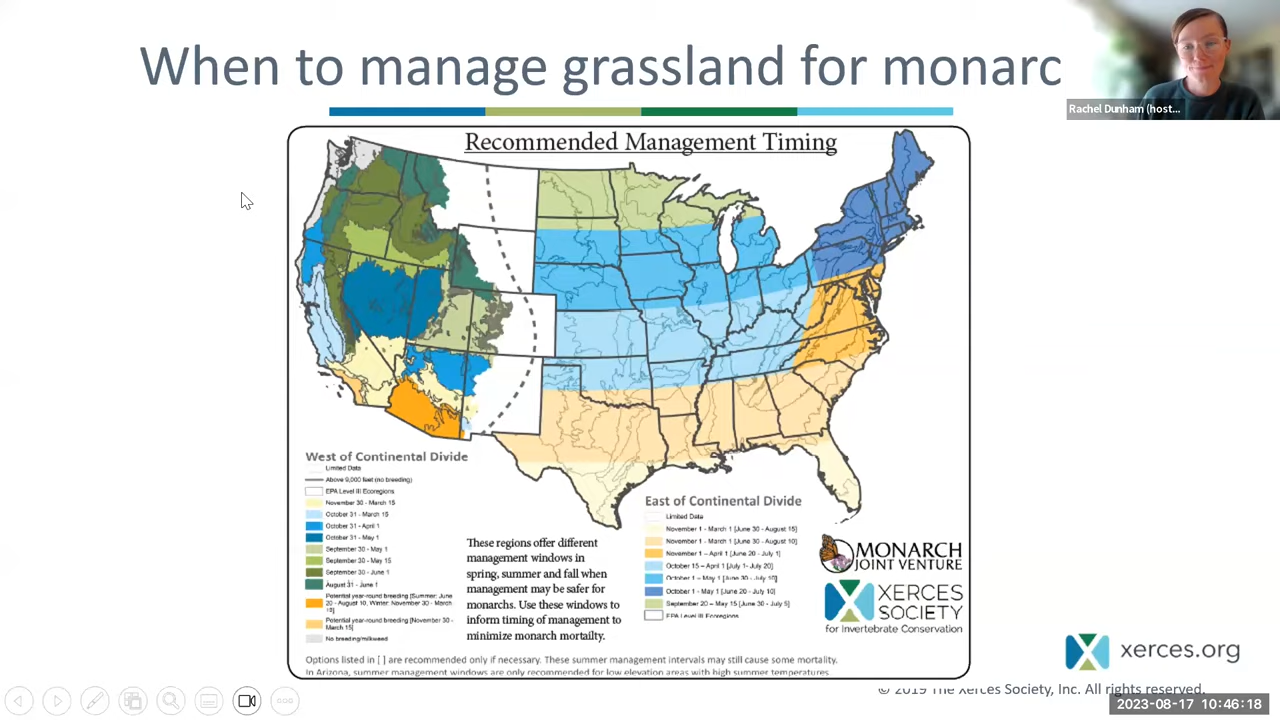 When to manage grassland for monarc
Rachel Dunham (host...
Recommended Management Timing
West of Continental Divide
Limited Data
Above 9,000 feet (no breeding)
EPA Level III Ecoregions
November 30 - March 15
October 31 - March 15
October 31 - April 1
October 31 - May 1
September 30 - May 1
September 30 - May 15
September 30 - June 1
August 31 - June 1
Potential year-round breeding [Summer: June
20 - August 10, Winter: November 30 - March
15]
Potential year-round breeding [November 30 -
March 15]
No breeding/milkweed
These regions offer different
management windows in
spring, summer and fall when
management may be safer for
monarchs. Use these windows to
inform timing of management to
minimize monarch mortailty.
East of Continental Divide
Limited Data
November 1 - March 1 [June 30 - August 15]
November 1 - March 1 [June 30 - August 10]
November 1 – April 1 [June 20 - July 1]
October 15 – April 1 [July 1- July 20]
October 1 – May 1 [June 30 - July 10]
October 1 - May 1 [June 20 - July 10]
September 20 – May 15 [June 30 - July 5]
EPA Level III Ecoregions
MONARCH
JOINT VENTURE
XERCES
SOCIETY
for Invertebrate Conservation
Options listed in [ ] are recommended only if necessary. These summer management intervals may still cause some mortality.
In Arizona, summer management windows are only recommended for low elevation areas with high summer temperatures
xerces.org
© 2019 The Xerces Society, Inc. All rights reserved.
2023-08-17 10:46:18